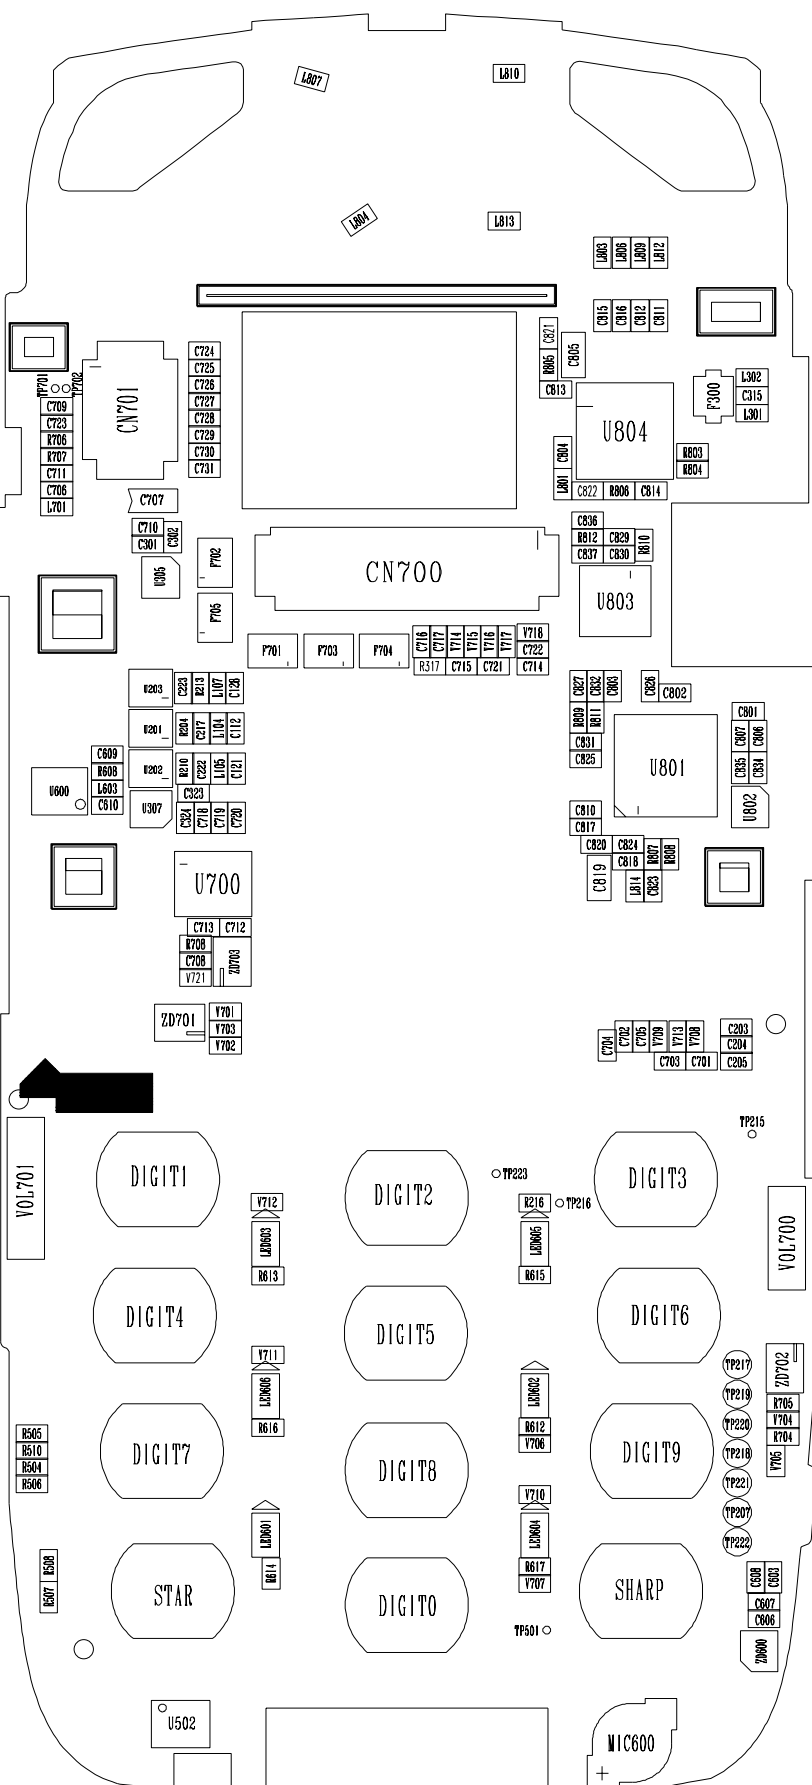 L807
L810
L804
L813
L803 L806 L809 L812
C815 C816 C812 C811
C821
R805
C805
C813
TP701 TP702
CN701
C724
C725
C726
C727
C728
C729
C730
C731
C709
C723
R706
R707
C711
C706
L701
U804
F300
L302
C315
L301
C804
L801
R803
R804
C822 R806 C814
C707
C710
C301
C302
U305
F702
F705
CN700
C836
R812 C829
C837 C830
R810
U803
F701 F703 F704
C716 C717 V714 V715 V716 V717
R317 C715 C721
V718
C722
C714
U203
C223 R213 L107 C128
U201
R204 C217 L104 C112
U202
R210 C222 L105 C121
C323
U307
C324 C718 C719 C720
C609
R608
L603
C610
U600
C827 C832 C803
C826
C802
R809 R811
C831
C825
U801
C801
C807 C806
C835 C834
U802
C810
C817
C820 C824
C818
R807 R808
C819
L814 C823
U700
C713 C712
R708
C708
V721
ZD703
ZD701
V701
V703
V702
C704
C702 C705 V709 V713 V708
C703 C701
C203
C204
C205
TP215
VOL701
DIGIT1
DIGIT2
DIGIT3
TP223
TP216
V712
LED603
R613
R216
LED605
R615
VOL700
DIGIT4
DIGIT5
DIGIT6
V711
LED606
R616
LED602
R612
V706
ZD702
TP217
TP219
TP220
TP218
TP221
TP207
TP222
R705
V704
R704
V705
R505
R510
R504
R506
DIGIT7
DIGIT8
DIGIT9
V710
LED601
R614
LED604
R617
V707
R508
R507
STAR
DIGIT0
SHARP
C608 C603
C607
C606
TP501
ZD600
U502
MIC600